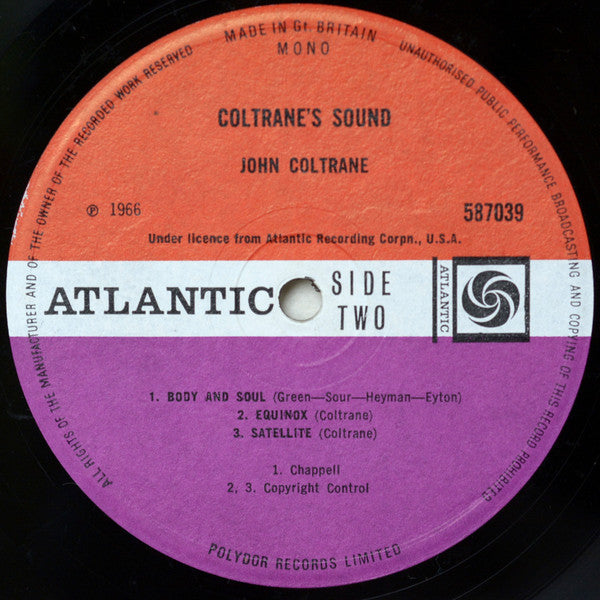 MADE IN Gt BRITAIN
MONO
COLTRANE'S SOUND
JOHN COLTRANE
℗ 1966
587039
Under licence from Atlantic Recording Corpn., U.S.A.
ATLANTIC
SIDE
TWO
ATLANTIC
1. BODY AND SOUL (Green—Sour—Heyman—Eyton)
2. EQUINOX (Coltrane)
3. SATELLITE (Coltrane)
1. Chappell
2, 3. Copyright Control
POLYDOR RECORDS LIMITED
ALL RIGHTS OF THE MANUFACTURER AND OF THE OWNER OF THE RECORDED WORK RESERVED
UNAUTHORISED PUBLIC PERFORMANCE BROADCASTING AND COPYING OF THIS RECORD PROHIBITED